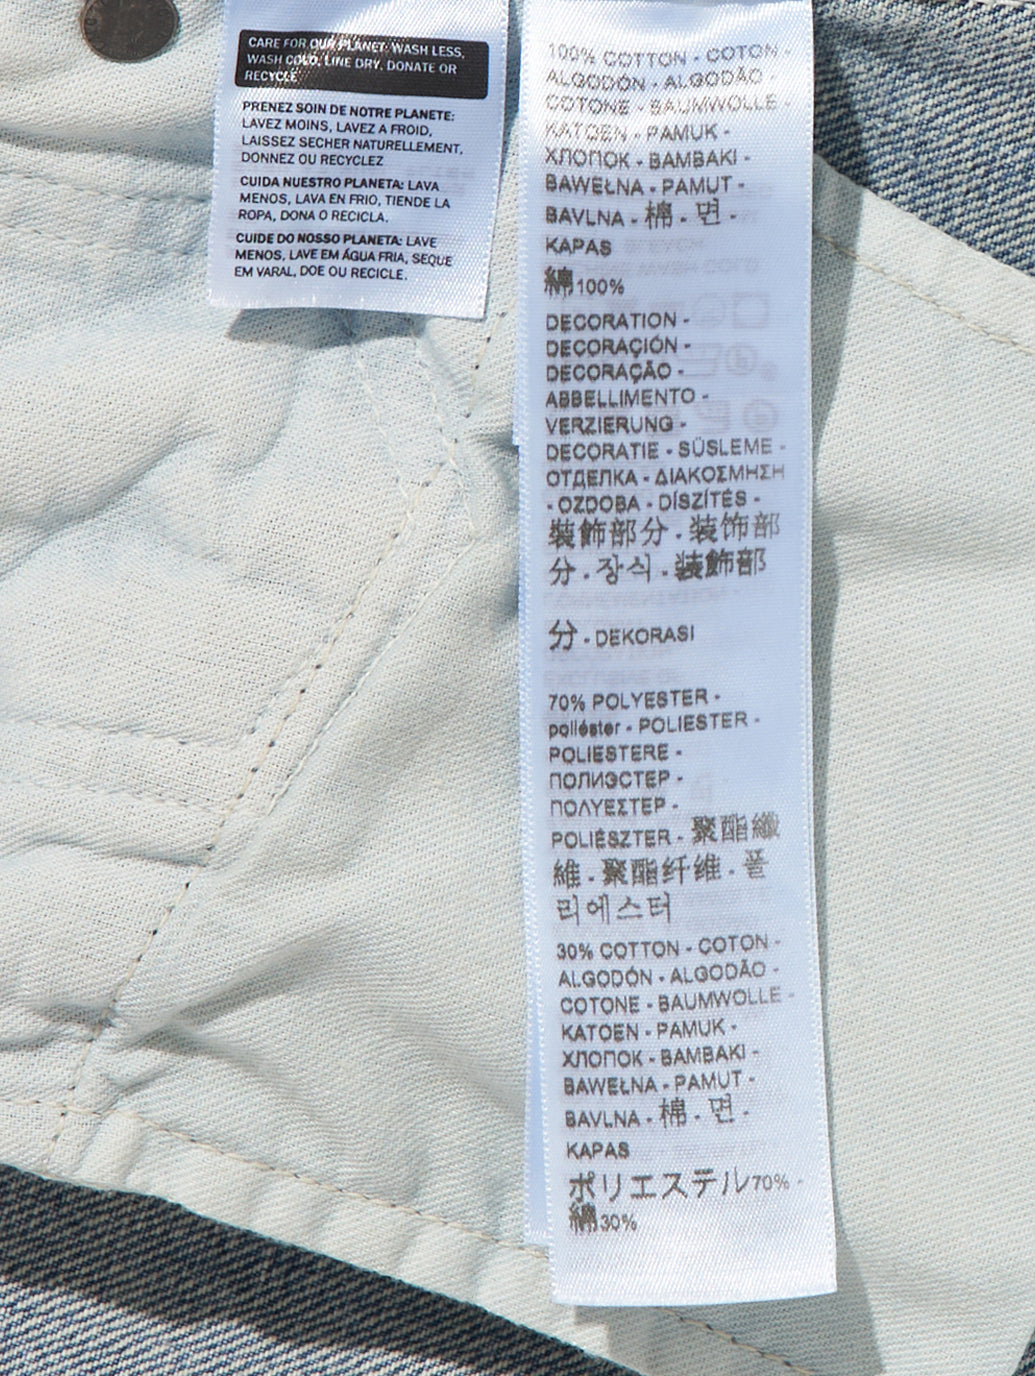 CARE FOR OUR PLANET: WASH LESS,
WASH COLD, LINE DRY, DONATE OR
RECYCLE
PRENEZ SOIN DE NOTRE PLANETE:
LAVEZ MOINS, LAVEZ A FROID,
LAISSEZ SECHER NATURELLEMENT,
DONNEZ OU RECYCLEZ
CUIDA NUESTRO PLANETA: LAVA
MENOS, LAVA EN FRIO, TIENDE LA
ROPA, DONA O RECICLA.
CUIDE DO NOSSO PLANETA: LAVE
MENOS, LAVE EM ÁGUA FRIA, SEQUE
EM VARAL, DOE OU RECICLE.
100% COTTON - COTON -
ALGODÓN - ALGODÃO -
COTONE - BAUMWOLLE -
KATOEN - PAMUK -
ХЛОПОК - BAMBAKI -
BAWEŁNA - PAMUT -
BAVLNA - 棉 - 면 -
KAPAS
綿100%
DECORATION -
DECORAÇIÓN -
DECORAÇÃO -
ABBELLIMENTO -
VERZIERUNG -
DECORATIE - SÜSLEME -
ОТДЕЛКА - ΔΙΑΚΟΣΜΗΣΗ
- OZDOBA - DÍSZÍTÉS -
裝飾部分 - 装饰部
分 - 장식 - 装飾部
分 - DEKORASI
70% POLYESTER -
poliéster - POLIESTER -
POLIESTERE -
ПОЛИЭСТЕР -
ΠΟΛΥΕΣΤΕΡ -
POLIÉSZTER - 聚酯纖
維 - 聚酯纤维 - 폴
리에스터
30% COTTON - COTON -
ALGODÓN - ALGODÃO -
COTONE - BAUMWOLLE -
KATOEN - PAMUK -
ХЛОПОК - BAMBAKI -
BAWEŁNA - PAMUT -
BAVLNA - 棉 - 면 -
KAPAS
ポリエステル70% -
綿30%